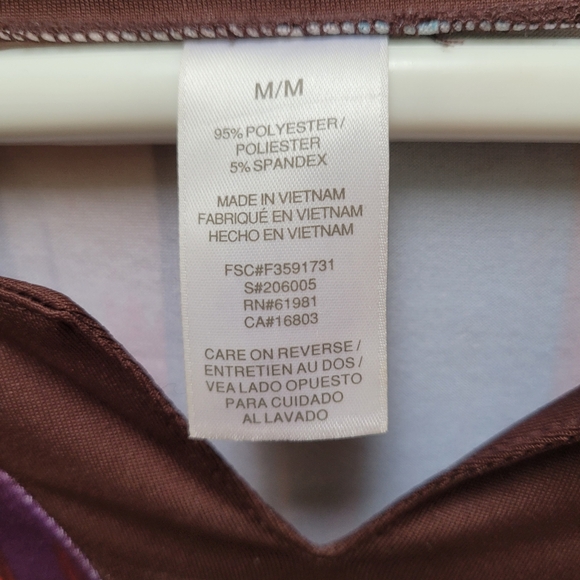 M/M
95% POLYESTER/
POLIESTER
5% SPANDEX
MADE IN VIETNAM
FABRIQUÉ EN VIETNAM
HECHO EN VIETNAM
FSC#F3591731
S#206005
RN#61981
CA#16803
CARE ON REVERSE/
ENTRETIEN AU DOS/
VEA LADO OPUESTO
PARA CUIDADO
AL LAVADO